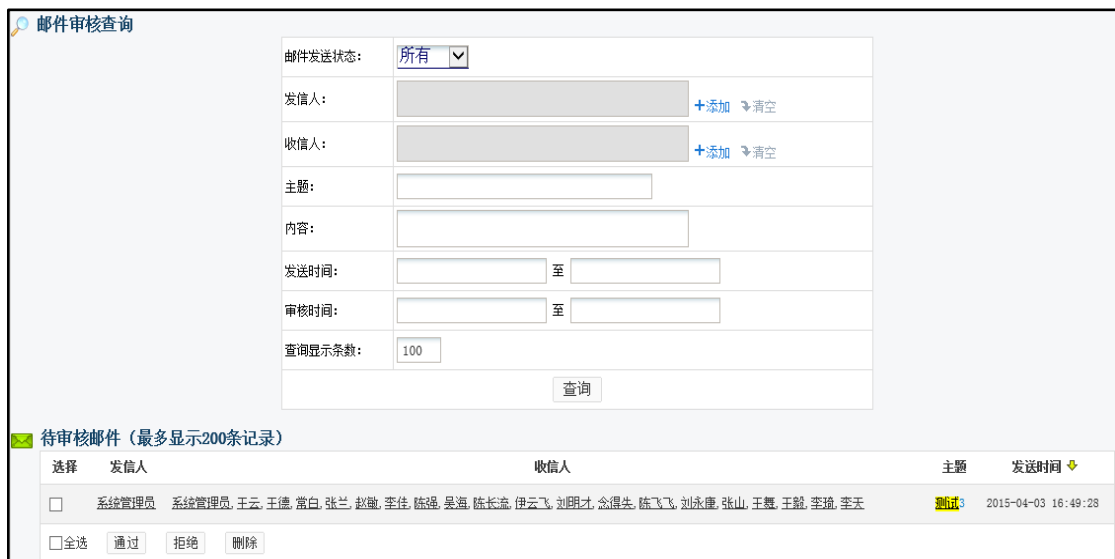 邮件审核查询
邮件发送状态: 所有
发信人: +添加 清空
收信人: +添加 清空
主题:
内容:
发送时间: 至
审核时间: 至
查询显示条数: 100
查询
待审核邮件（最多显示200条记录）
选择 发信人 收信人 主题 发送时间
系统管理员 系统管理员, 王云, 王德, 常白, 张兰, 赵敏, 李佳, 陈强, 吴海, 陈长流, 伊云飞, 刘明才, 念得失, 陈飞飞, 刘永康, 张山, 王舞, 王毅, 李琦, 李天 测试3 2015-04-03 16:49:28
全选 通过 拒绝 删除